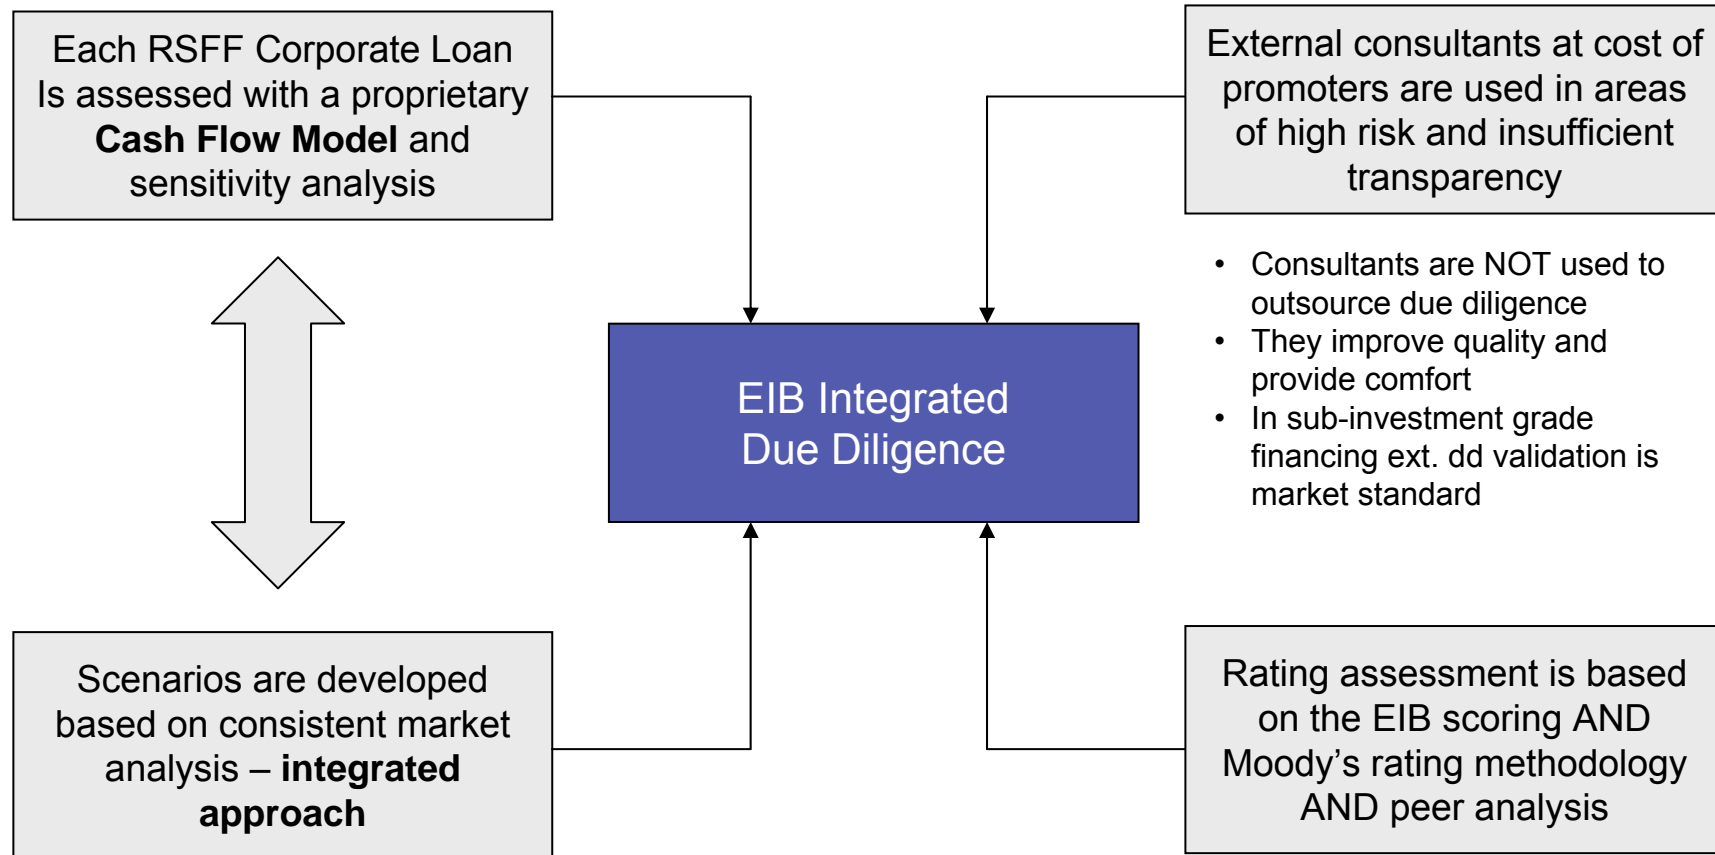 Each RSFF Corporate Loan
Is assessed with a proprietary
Cash Flow Model and
sensitivity analysis
External consultants at cost of
promoters are used in areas
of high risk and insufficient
transparency
• Consultants are NOT used to
outsource due diligence
• They improve quality and
provide comfort
• In sub-investment grade
financing ext. dd validation is
market standard
EIB Integrated
Due Diligence
Scenarios are developed
based on consistent market
analysis – integrated
approach
Rating assessment is based
on the EIB scoring AND
Moody’s rating methodology
AND peer analysis